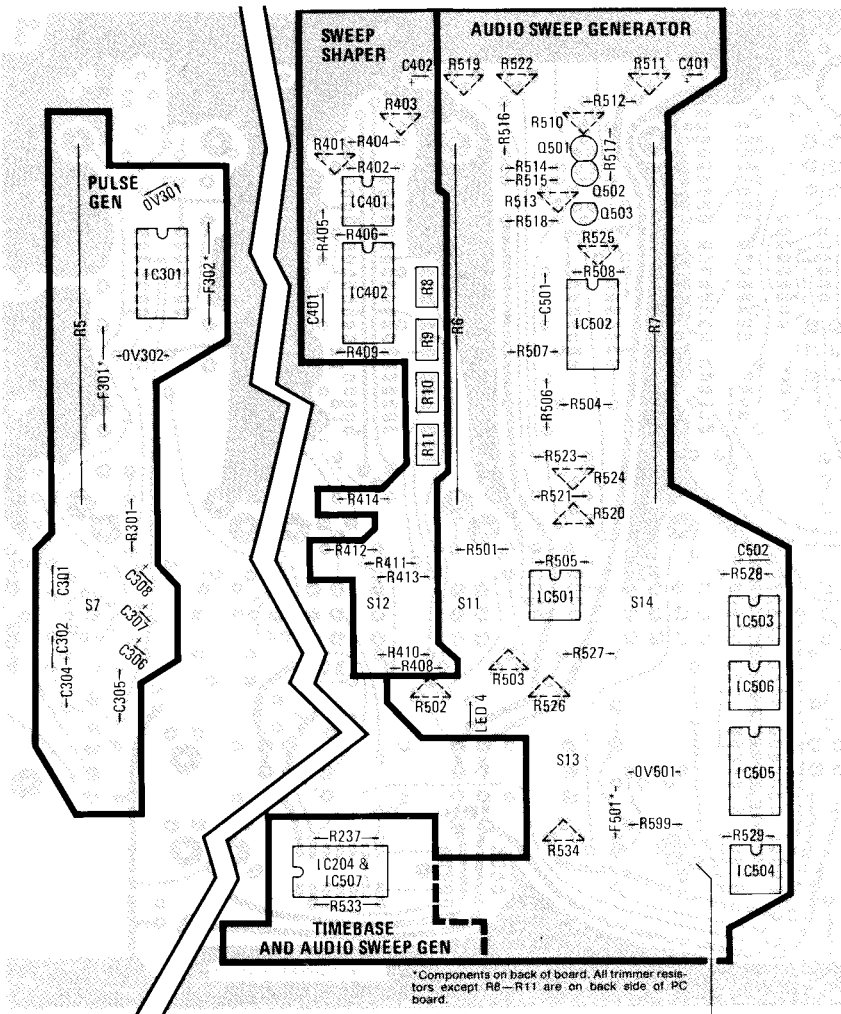 SWEEP
SHAPER
AUDIO SWEEP GENERATOR
C402
+
R519
R522
R511
C401
+
R403
R512
R510
R516
R401
R404
Q501
R517
R402
R514
R515
PULSE
GEN
OV301
IC401
R513
Q502
R518
Q503
R405
R406
R525
IC301
F302*
R508
IC402
R8
C501
C401
IC502
R5
R9
R6
R7
OV302
R409
R507
F301*
R10
R506
R504
R11
R523
R524
R414
R521
R520
R301
R412
R501
C502
R411
R505
R528
R413
C301
C308
+
S7
S12
S11
IC501
S14
IC503
C307
+
C302
C306
+
R410
R527
R408
R503
IC506
C304
C305
R502
R526
LED 4
S13
OV501
IC505
F501*
R599
R237
R534
R529
IC204 &
IC507
IC504
R533
TIMEBASE
AND AUDIO SWEEP GEN
*Components on back of board. All trimmer resis-
tors except R8—R11 are on back side of PC
board.